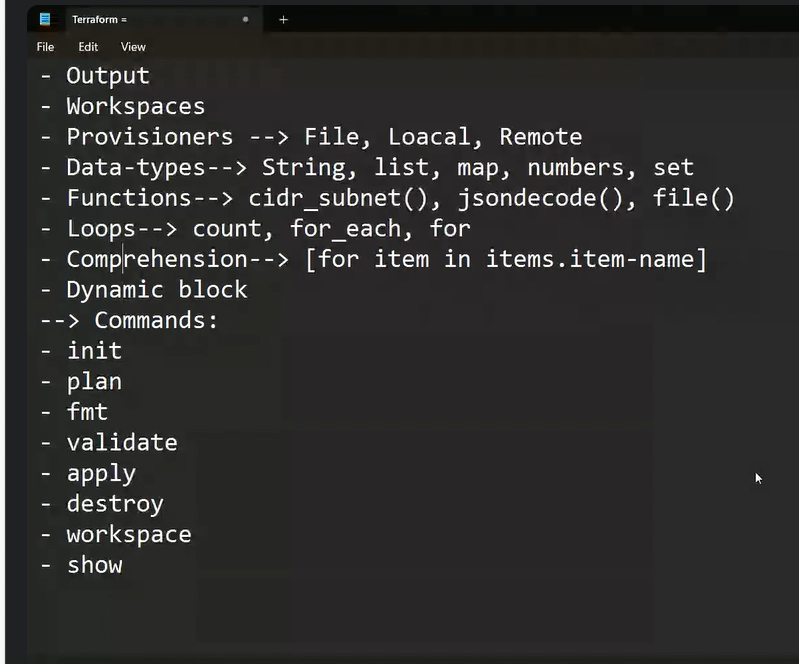 Terraform =
File Edit View
- Output
- Workspaces
- Provisioners --> File, Loacal, Remote
- Data-types--> String, list, map, numbers, set
- Functions--> cidr_subnet(), jsondecode(), file()
- Loops--> count, for_each, for
- Comprehension--> [for item in items.item-name]
- Dynamic block
--> Commands:
- init
- plan
- fmt
- validate
- apply
- destroy
- workspace
- show